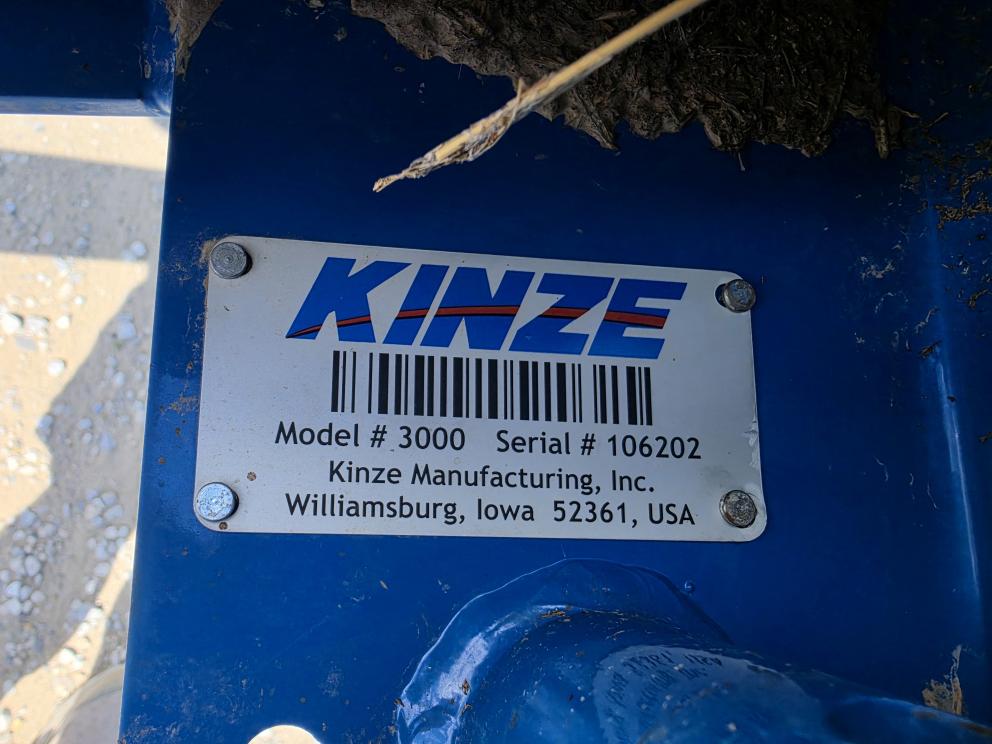 KINZE
Model # 3000 Serial # 106202
Kinze Manufacturing, Inc.
Williamsburg, Iowa 52361, USA